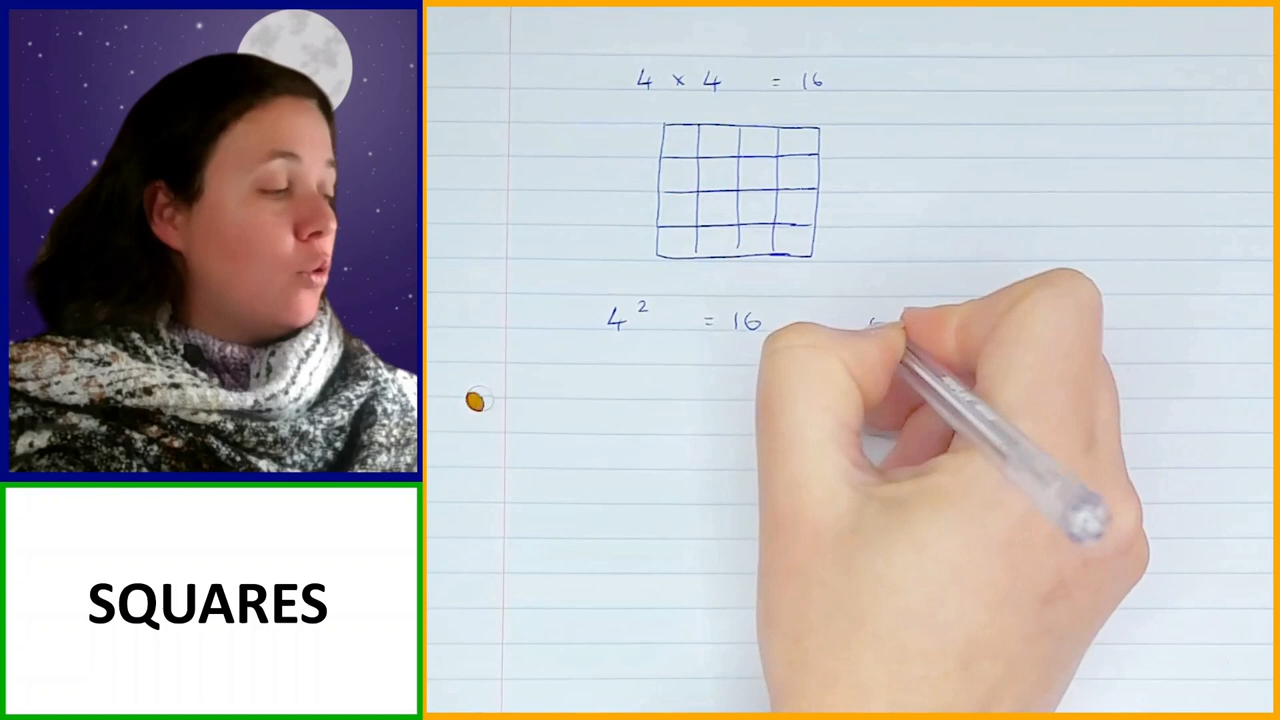 4 × 4 = 16
4² = 16
SQUARES